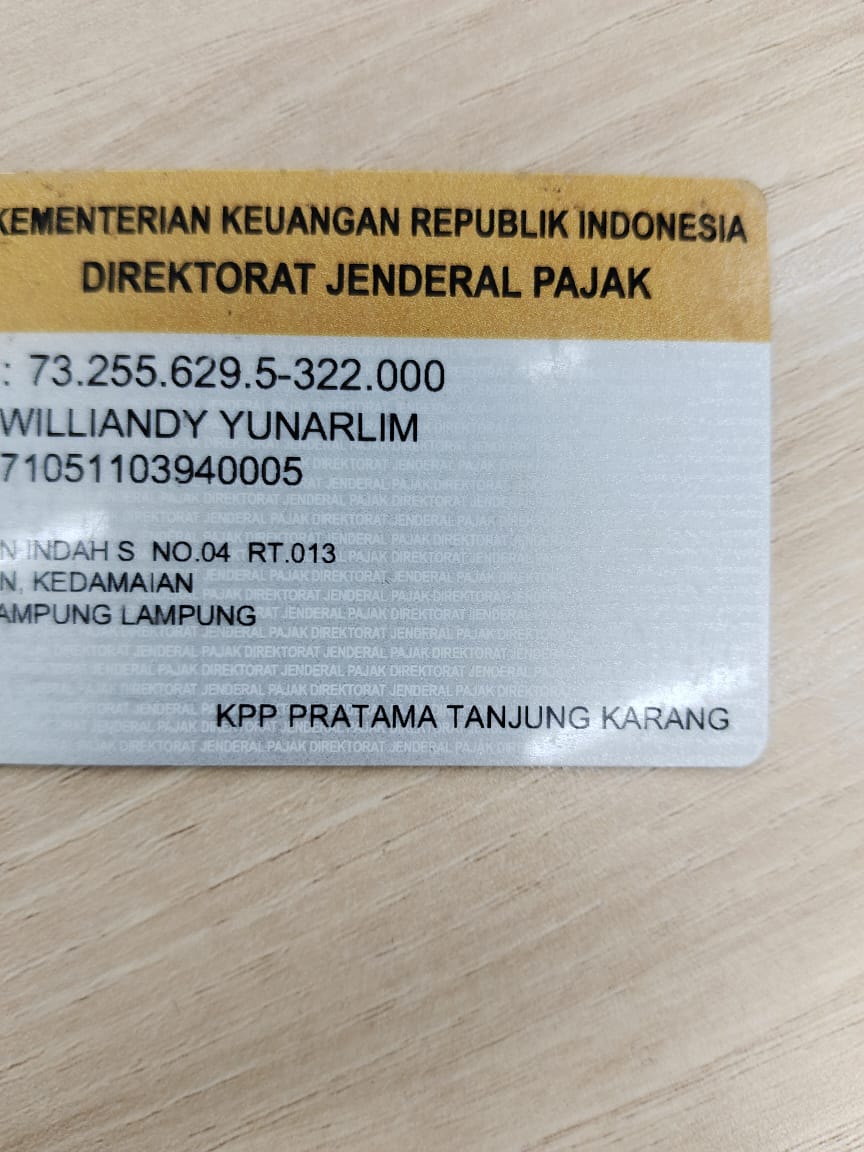 KEMENTERIAN KEUANGAN REPUBLIK INDONESIA
DIREKTORAT JENDERAL PAJAK
: 73.255.629.5-322.000
WILLIANDY YUNARLIM
71051103940005
N INDAH S NO.04 RT.013
N, KEDAMAIAN
AMPUNG LAMPUNG
KPP PRATAMA TANJUNG KARANG